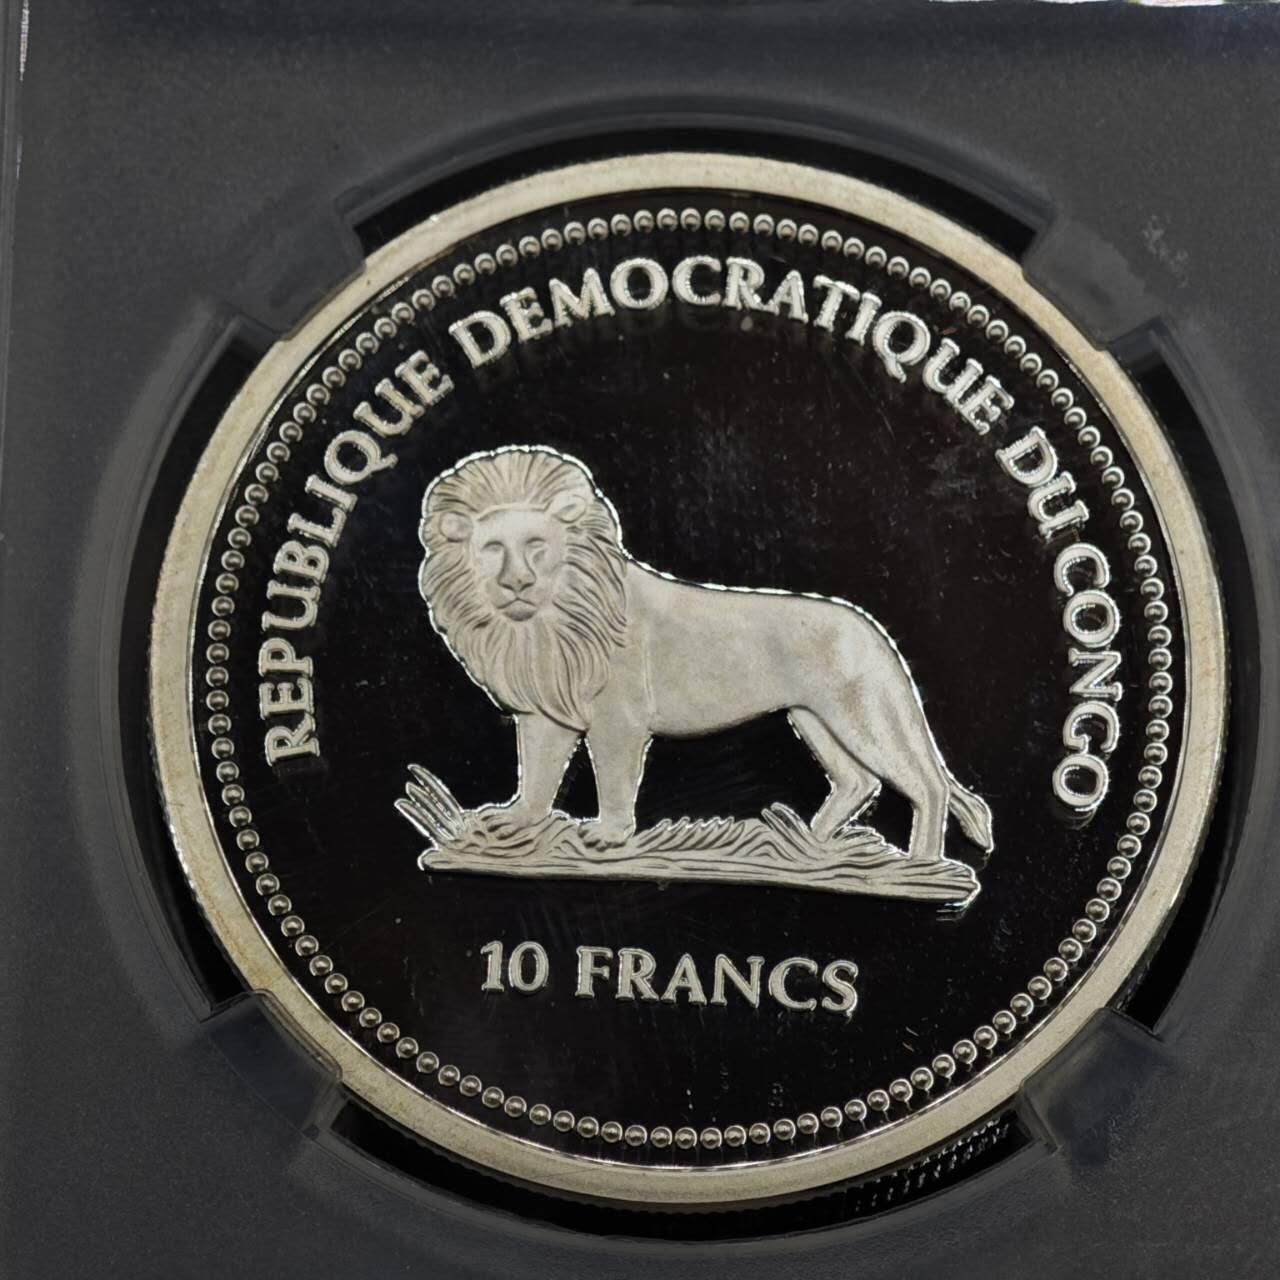 REPUBLIQUE DEMOCRATIQUE DU CONGO
10 FRANCS